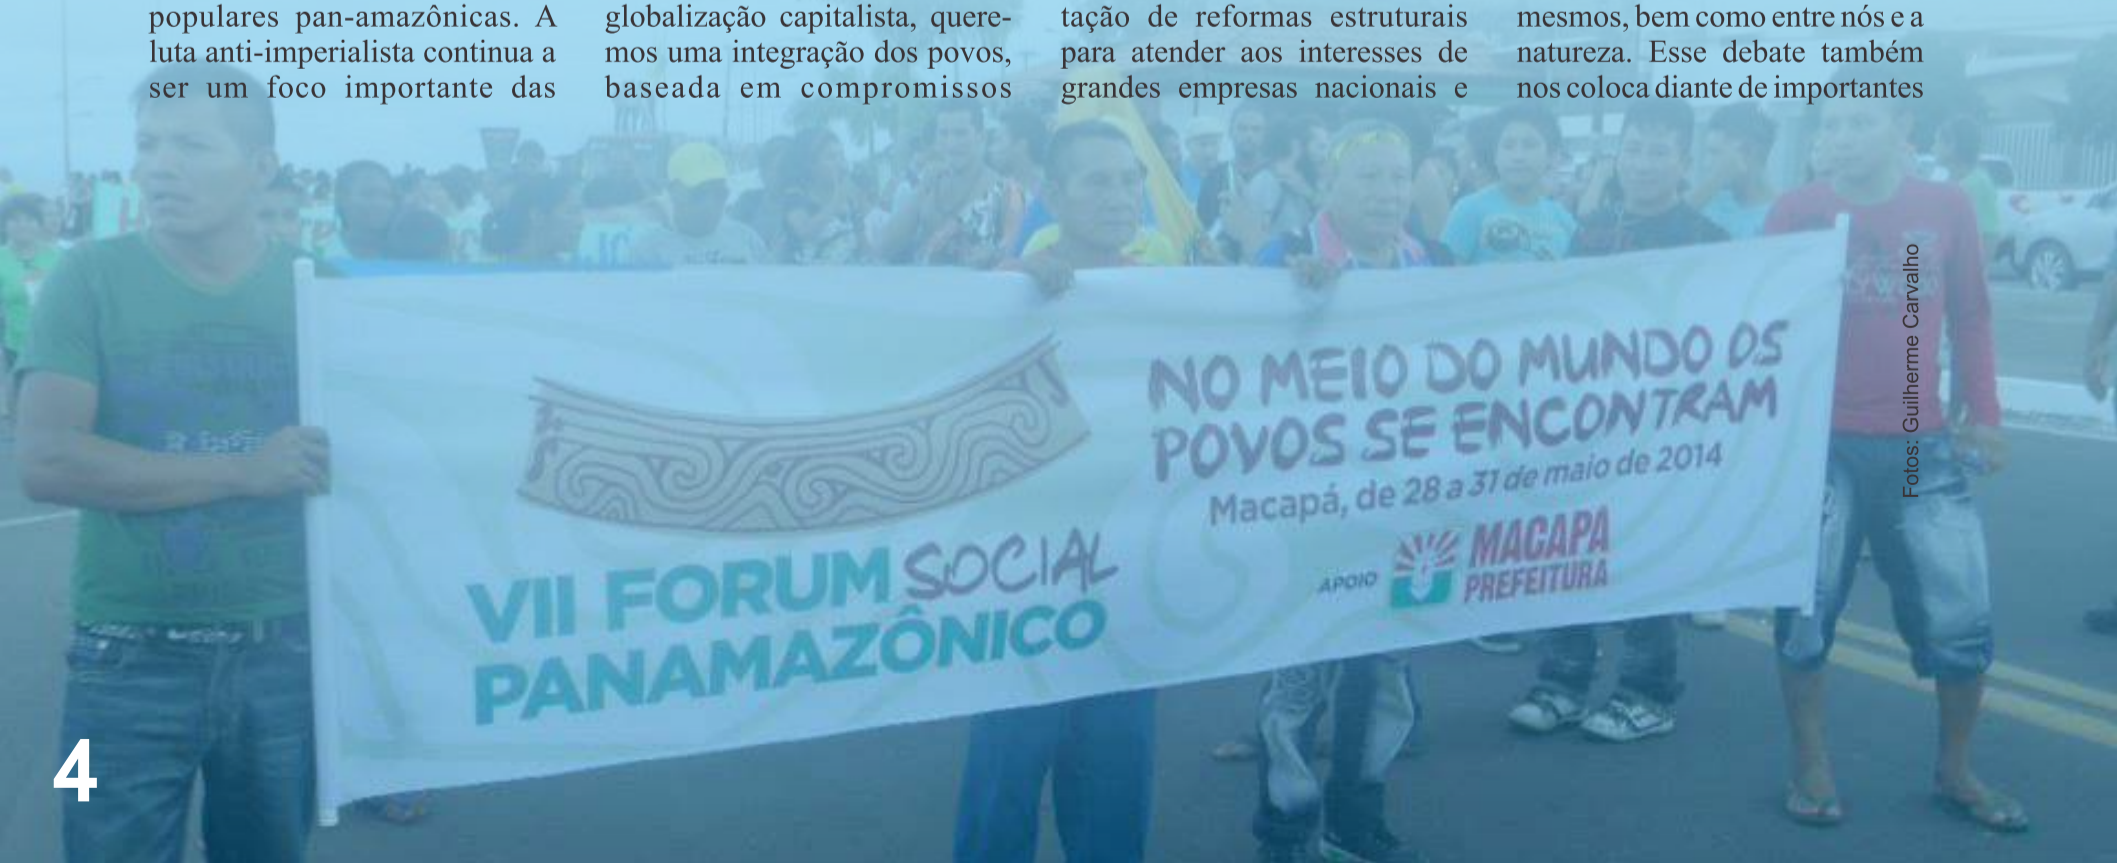 populares pan-amazônicas. A
luta anti-imperialista continua a
ser um foco importante das
globalização capitalista, quere-
mos uma integração dos povos,
baseada em compromissos
tação de reformas estruturais
para atender aos interesses de
grandes empresas nacionais e
mesmos, bem como entre nós e a
natureza. Esse debate também
nos coloca diante de importantes
Fotos: Guilherme Carvalho
NO MEIO DO MUNDO OS
POVOS SE ENCONTRAM
Macapá, de 28 a 31 de maio de 2014
APOIO
MACAPA
PREFEITURA
VII FORUM SOCIAL
PANAMAZÔNICO
4